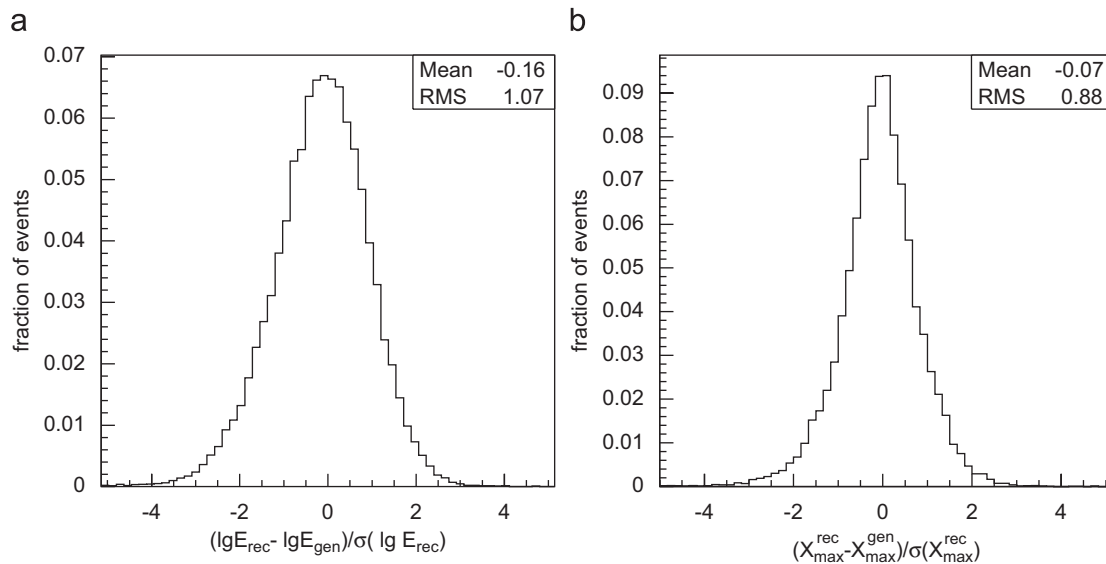 a
0.07
0.06
0.05
0.04
0.03
0.02
0.01
0
fraction of events
Mean -0.16
RMS 1.07
-4 -2 0 2 4
(lgE_rec- lgE_gen)/σ( lg E_rec)
b
0.09
0.08
0.07
0.06
0.05
0.04
0.03
0.02
0.01
0
fraction of events
Mean -0.07
RMS 0.88
-4 -2 0 2 4
(X_max^rec-X_max^gen)/σ(X_max^rec)